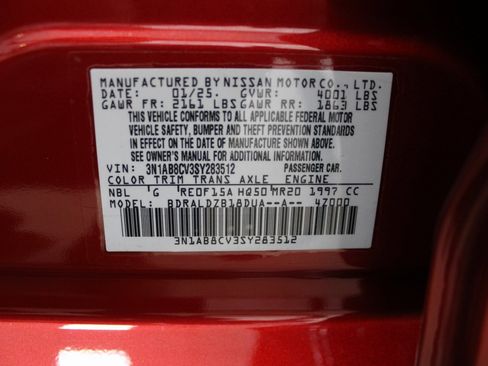 MANUFACTURED BY NISSAN MOTOR CO., LTD.
DATE: 01/25. GVWR: 4001 LBS
GAWR FR: 2161 LBS GAWR RR: 1863 LBS
THIS VEHICLE CONFORMS TO ALL APPLICABLE FEDERAL MOTOR
VEHICLE SAFETY, BUMPER AND THEFT PREVENTION STANDARDS
IN EFFECT ON THE DATE OF MANUFACTURE SHOWN ABOVE.
SEE OWNER'S MANUAL FOR ADDITIONAL INFORMATION
VIN: 3N1AB8CV3SY283512 PASSENGER CAR.
COLOR TRIM TRANS AXLE ENGINE
NBL 'G 'RE0F15A HQ50 MR20 1997 CC
MODEL: BDRALDZB18DUA--A-- 4Z000
3N1AB8CV3SY283512